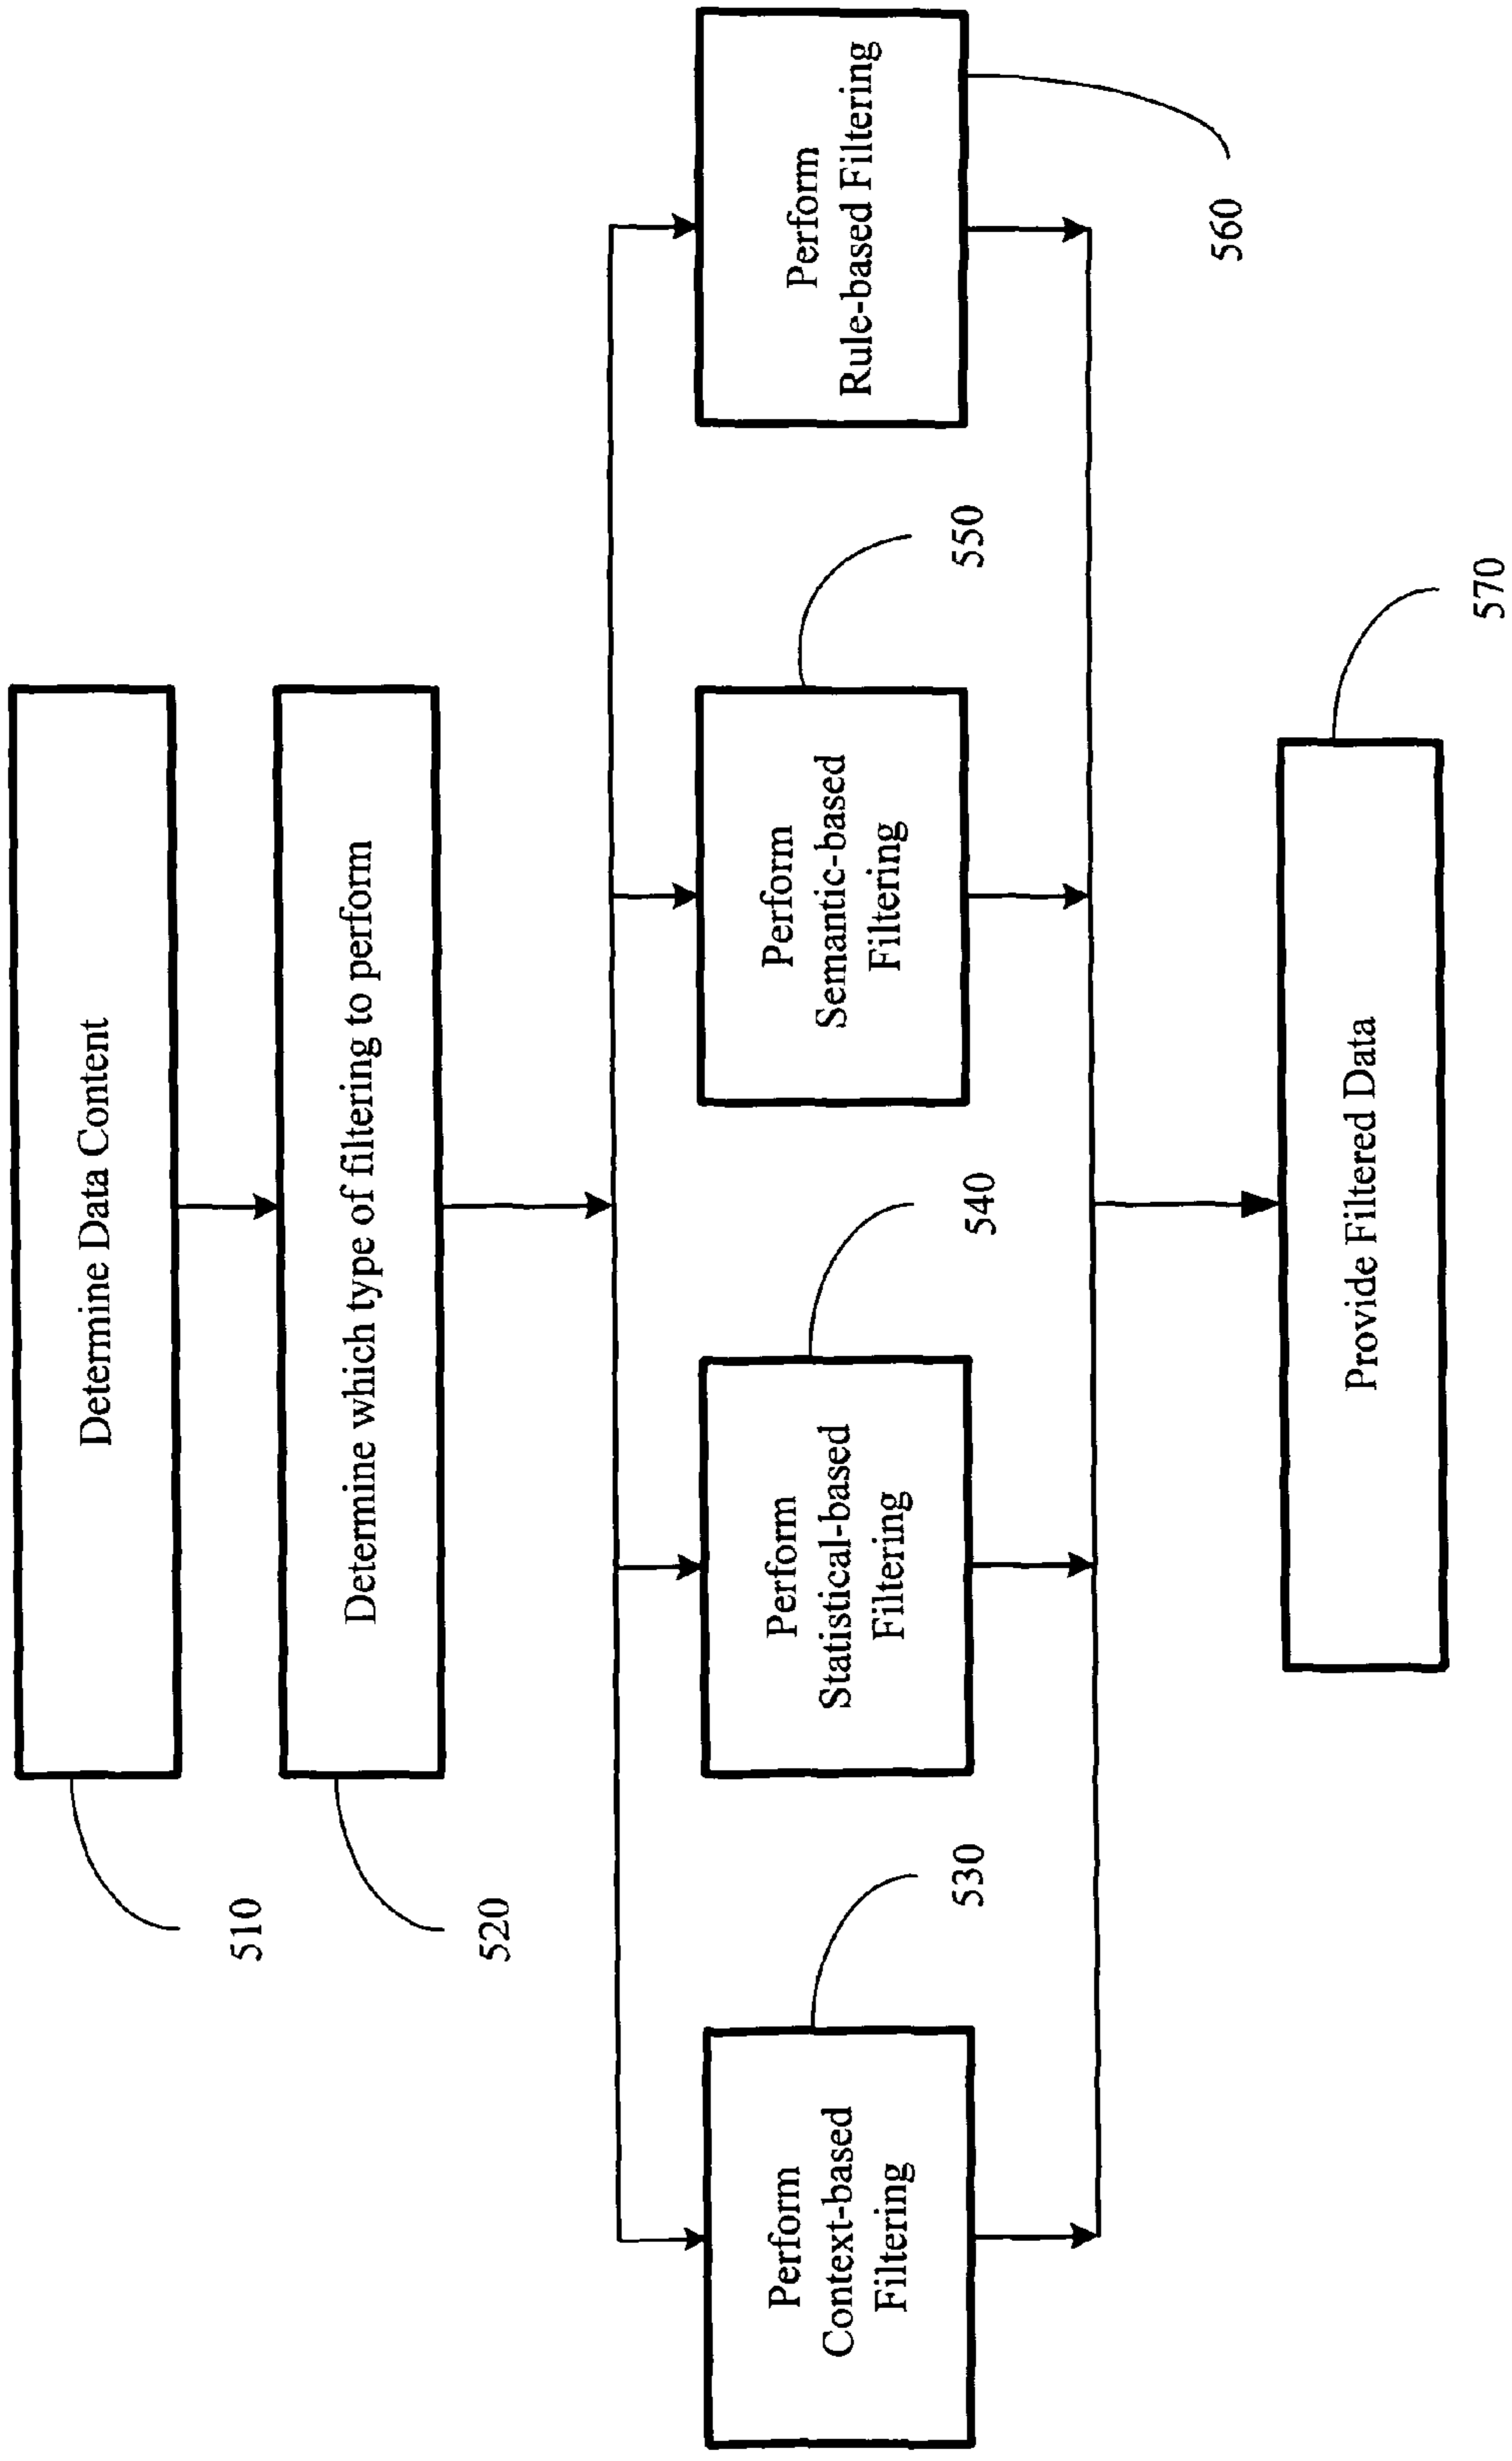 Determine Data Content
510
Determine which type of filtering to perform
520
Perform
Context-based
Filtering
530
Perform
Statistical-based
Filtering
540
Perform
Semantic-based
Filtering
550
Perform
Rule-based Filtering
560
Provide Filtered Data
570